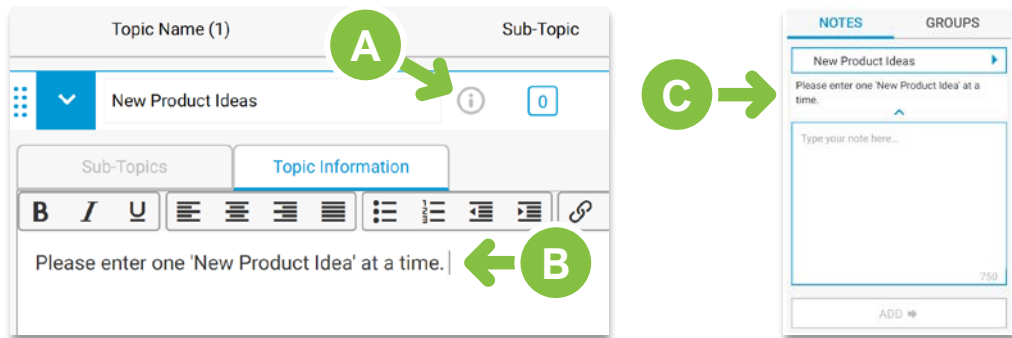 Topic Name (1) Sub-Topic
A
New Product Ideas 0
Sub-Topics Topic Information
B I U
Please enter one 'New Product Idea' at a time.
B
C
NOTES GROUPS
New Product Ideas
Please enter one 'New Product Idea' at a
time.
Type your note here...
750
ADD